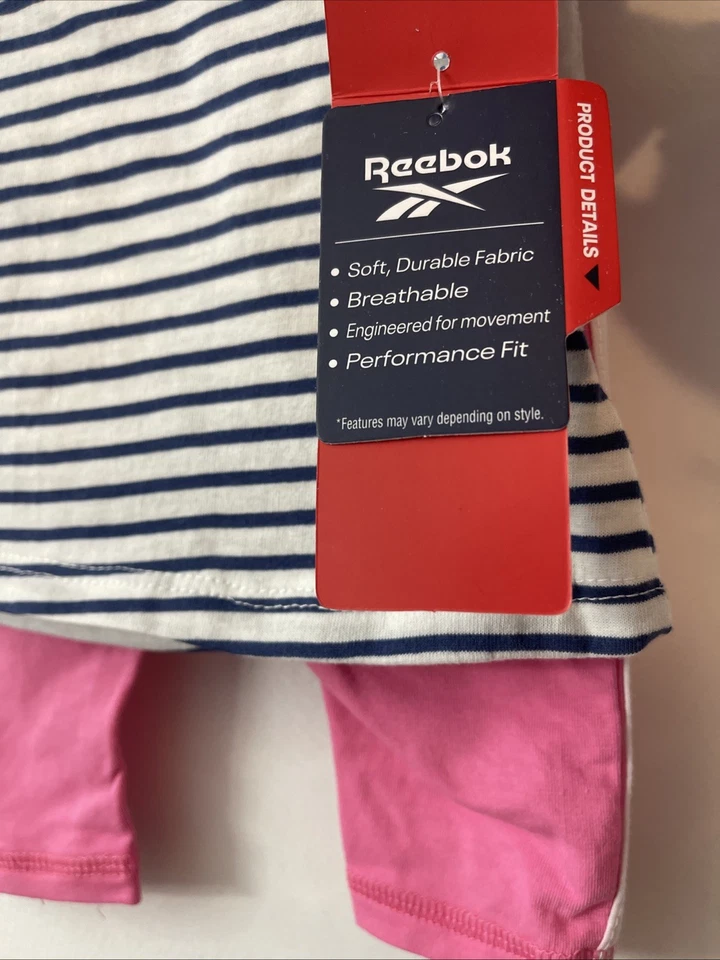 Reebok
• Soft, Durable Fabric
• Breathable
• Engineered for movement
• Performance Fit
*Features may vary depending on style.
PRODUCT DETAILS